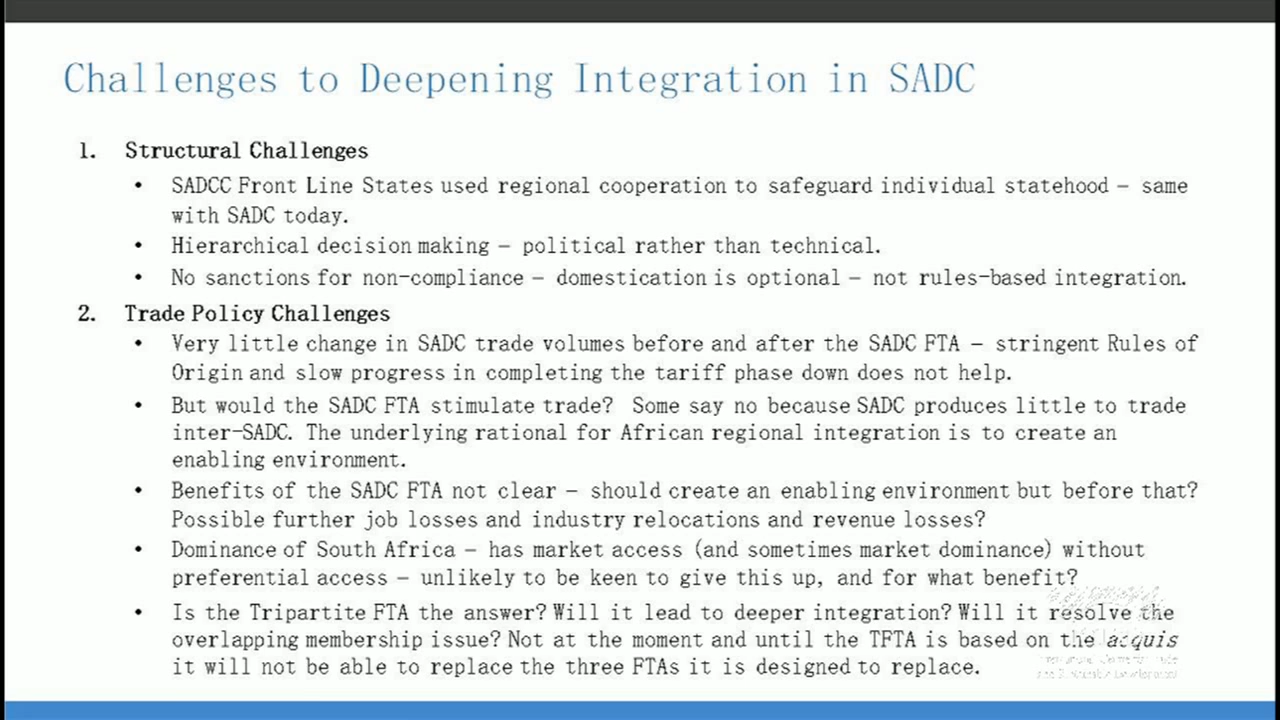 Challenges to Deepening Integration in SADC
1. Structural Challenges
• SADCC Front Line States used regional cooperation to safeguard individual statehood – same
with SADC today.
• Hierarchical decision making – political rather than technical.
• No sanctions for non-compliance – domestication is optional – not rules-based integration.
2. Trade Policy Challenges
• Very little change in SADC trade volumes before and after the SADC FTA – stringent Rules of
Origin and slow progress in completing the tariff phase down does not help.
• But would the SADC FTA stimulate trade? Some say no because SADC produces little to trade
inter-SADC. The underlying rational for African regional integration is to create an
enabling environment.
• Benefits of the SADC FTA not clear – should create an enabling environment but before that?
Possible further job losses and industry relocations and revenue losses?
• Dominance of South Africa – has market access (and sometimes market dominance) without
preferential access – unlikely to be keen to give this up, and for what benefit?
• Is the Tripartite FTA the answer? Will it lead to deeper integration? Will it resolve the
overlapping membership issue? Not at the moment and until the TFTA is based on the acquis
it will not be able to replace the three FTAs it is designed to replace.